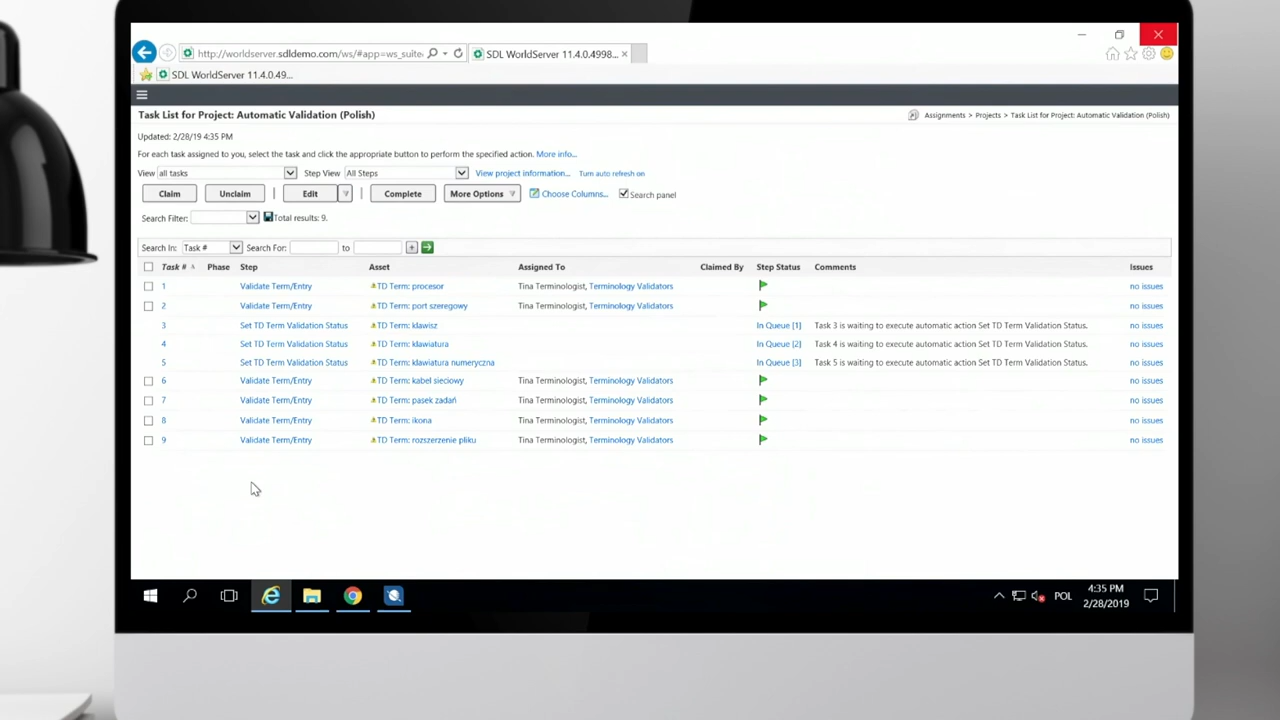 http://worldserver.sdldemo.com/ws/#app=ws_suite
SDL WorldServer 11.4.0.4998...
SDL WorldServer 11.4.0.49...
Task List for Project: Automatic Validation (Polish)
Assignments > Projects > Task List for Project: Automatic Validation (Polish)
Updated: 2/28/19 4:35 PM
For each task assigned to you, select the task and click the appropriate button to perform the specified action. More info...
View all tasks Step View All Steps View project information... Turn auto refresh on
Claim Unclaim Edit Complete More Options Choose Columns... Search panel
Search Filter: Total results: 9.
Search In: Task # Search For: to
Task # Phase Step Asset Assigned To Claimed By Step Status Comments Issues
1 Validate Term/Entry TD Term: procesor Tina Terminologist, Terminology Validators no issues
2 Validate Term/Entry TD Term: port szeregowy Tina Terminologist, Terminology Validators no issues
3 Set TD Term Validation Status TD Term: klawisz In Queue [1] Task 3 is waiting to execute automatic action Set TD Term Validation Status. no issues
4 Set TD Term Validation Status TD Term: klawiatura In Queue [2] Task 4 is waiting to execute automatic action Set TD Term Validation Status. no issues
5 Set TD Term Validation Status TD Term: klawiatura numeryczna In Queue [3] Task 5 is waiting to execute automatic action Set TD Term Validation Status. no issues
6 Validate Term/Entry TD Term: kabel sieciowy Tina Terminologist, Terminology Validators no issues
7 Validate Term/Entry TD Term: pasek zadań Tina Terminologist, Terminology Validators no issues
8 Validate Term/Entry TD Term: ikona Tina Terminologist, Terminology Validators no issues
9 Validate Term/Entry TD Term: rozszerzenie pliku Tina Terminologist, Terminology Validators no issues
POL
4:35 PM
2/28/2019